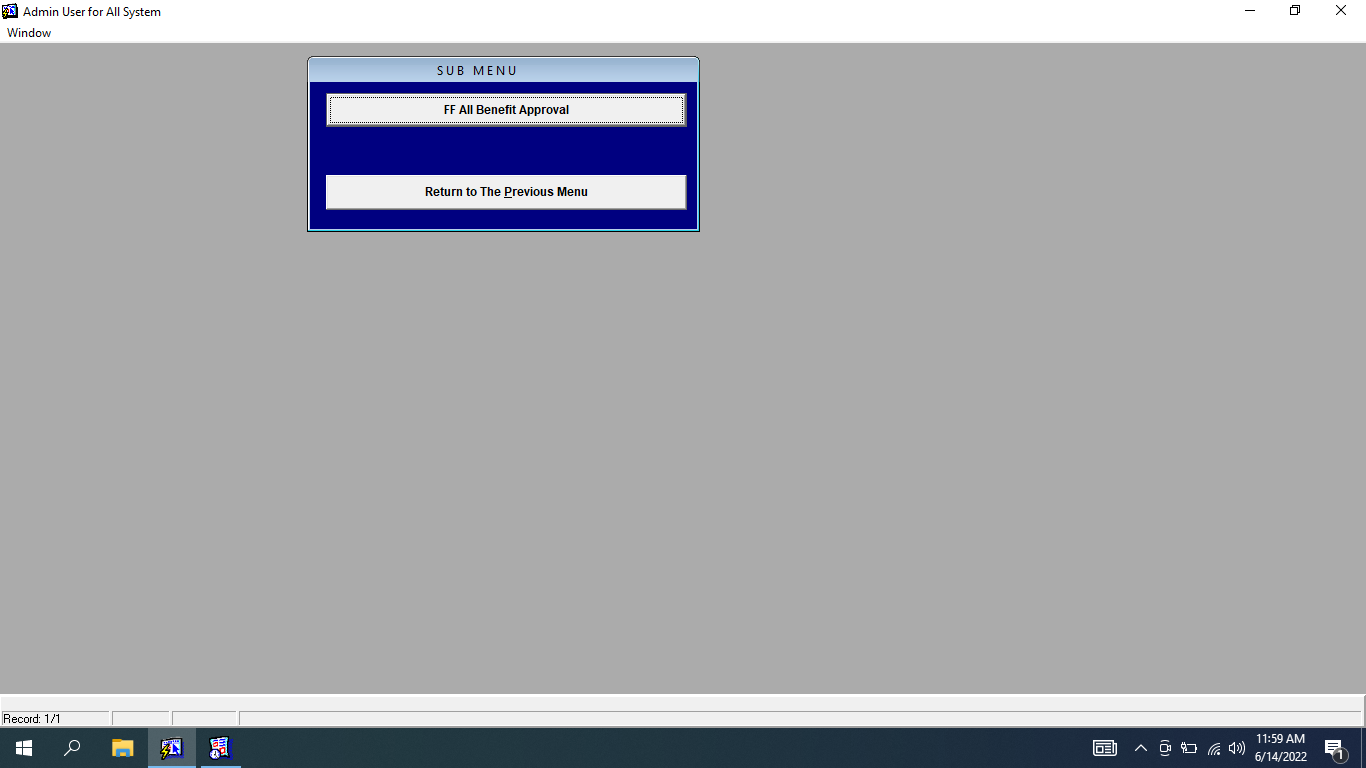 Admin User for All System
Window
SUB MENU
FF All Benefit Approval
Return to The Previous Menu
Record: 1/1
11:59 AM
6/14/2022
1